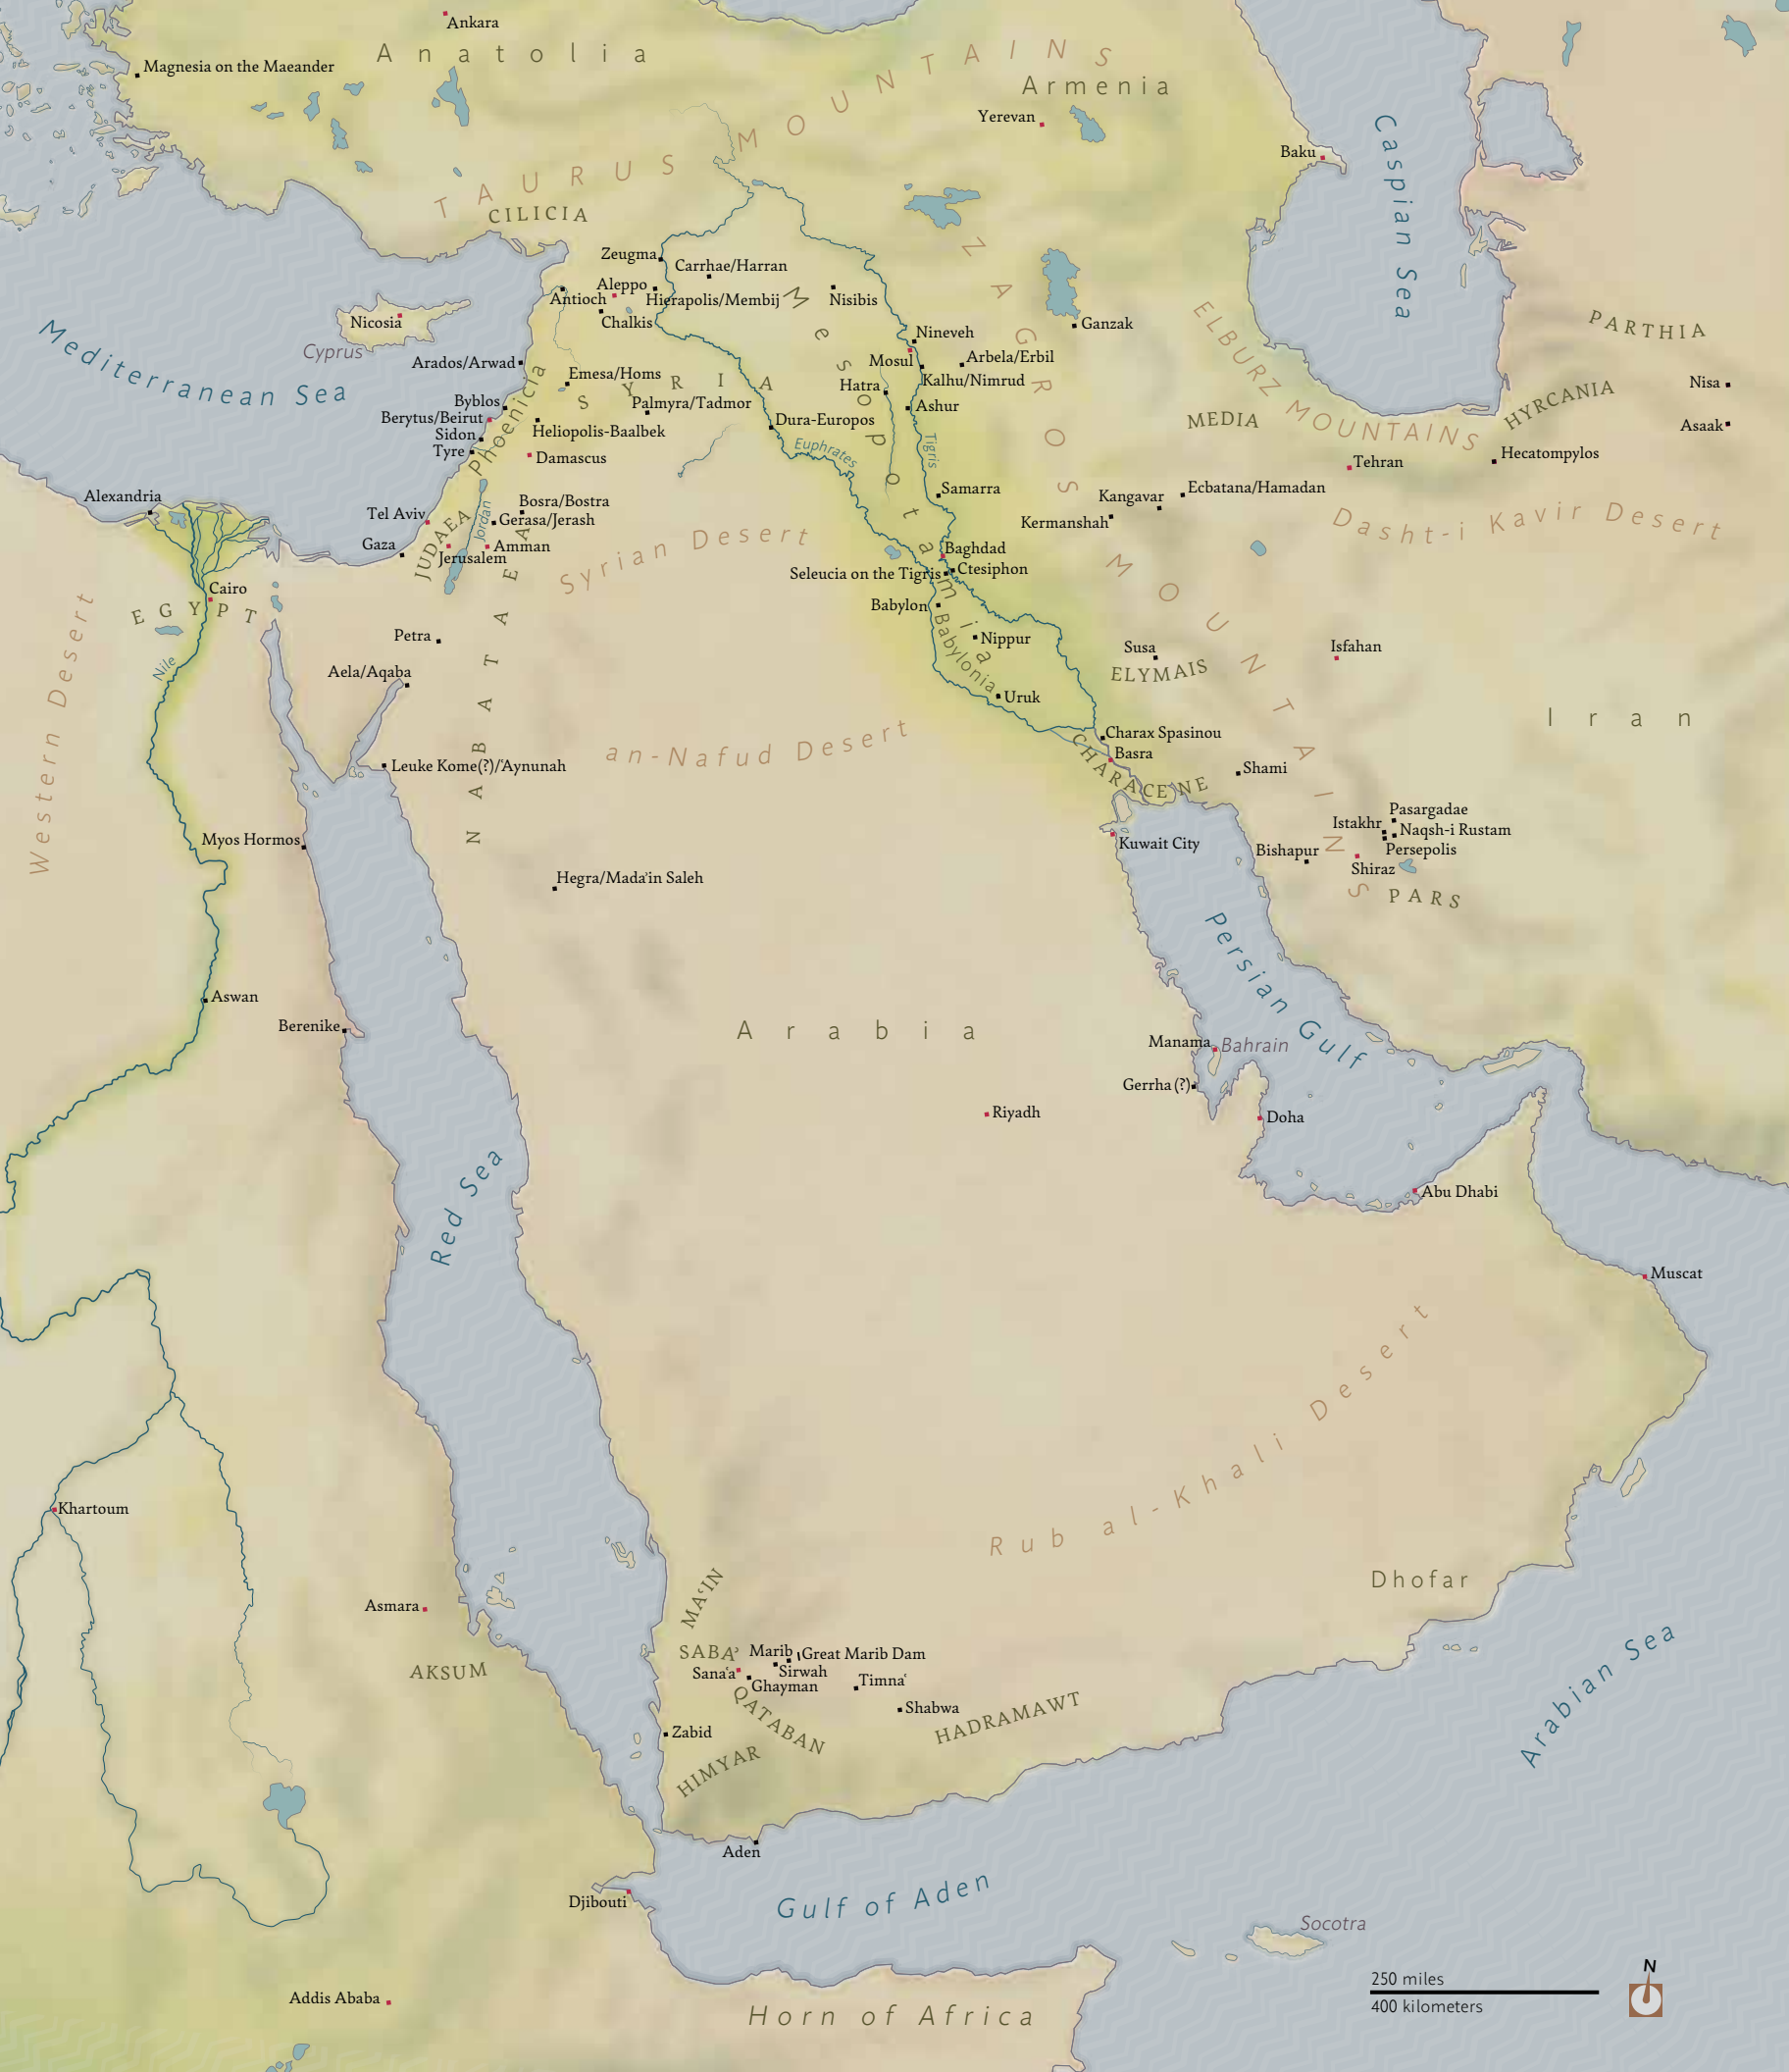 Ankara
Anatolia
Magnesia on the Maeander
TAURUS MOUNTAINS
Armenia
Yerevan
Baku
Caspian Sea
CILICIA
Zeugma
Carrhae/Harran
Aleppo
Antioch
Hierapolis/Membij
Nisibis
Chalkis
Nicosia
Cyprus
Mediterranean Sea
Mesopotamia
ZAGROS MOUNTAINS
Ganzak
ELBURZ MOUNTAINS
PARTHIA
Nineveh
Mosul
Arbela/Erbil
Kalhu/Nimrud
Hatra
Ashur
Arados/Arwad
Emesa/Homs
SYRIA
Palmyra/Tadmor
Phoenicia
Byblos
Berytus/Beirut
Sidon
Tyre
Heliopolis-Baalbek
Damascus
Dura-Europos
Euphrates
Tigris
MEDIA
HYRCANIA
Nisa
Asaak
Hecatompylos
Tehran
Samarra
Kangavar
Ecbatana/Hamadan
Kermanshah
Dasht-i Kavir Desert
Alexandria
Tel Aviv
Bosra/Bostra
Gerasa/Jerash
Jordan
JUDAEA
Gaza
Amman
Jerusalem
Syrian Desert
Baghdad
Seleucia on the Tigris
Ctesiphon
Babylon
Babylonia
Nippur
Uruk
Cairo
EGYPT
Nile
Western Desert
Petra
Aela/Aqaba
NABATAEA
Susa
ELYMAIS
Isfahan
Iran
an-Nafud Desert
Charax Spasinou
Basra
CHARACENE
Shami
Leuke Kome(?)/‘Aynunah
Myos Hormos
Kuwait City
Pasargadae
Istakhr
Naqsh-i Rustam
Persepolis
Bishapur
Shiraz
PARS
Hegra/Mada’in Saleh
Persian Gulf
Aswan
Berenike
Arabia
Manama
Bahrain
Gerrha (?)
Riyadh
Doha
Red Sea
Abu Dhabi
Muscat
Rub al-Khali Desert
Khartoum
Dhofar
Asmara
MA‘IN
SABA’
Marib
Great Marib Dam
Sana‘a
Sirwah
Ghayman
Timna‘
AKSUM
QATABAN
Shabwa
HADRAMAWT
Zabid
HIMYAR
Arabian Sea
Aden
Djibouti
Gulf of Aden
Socotra
Addis Ababa
Horn of Africa
N
250 miles
400 kilometers